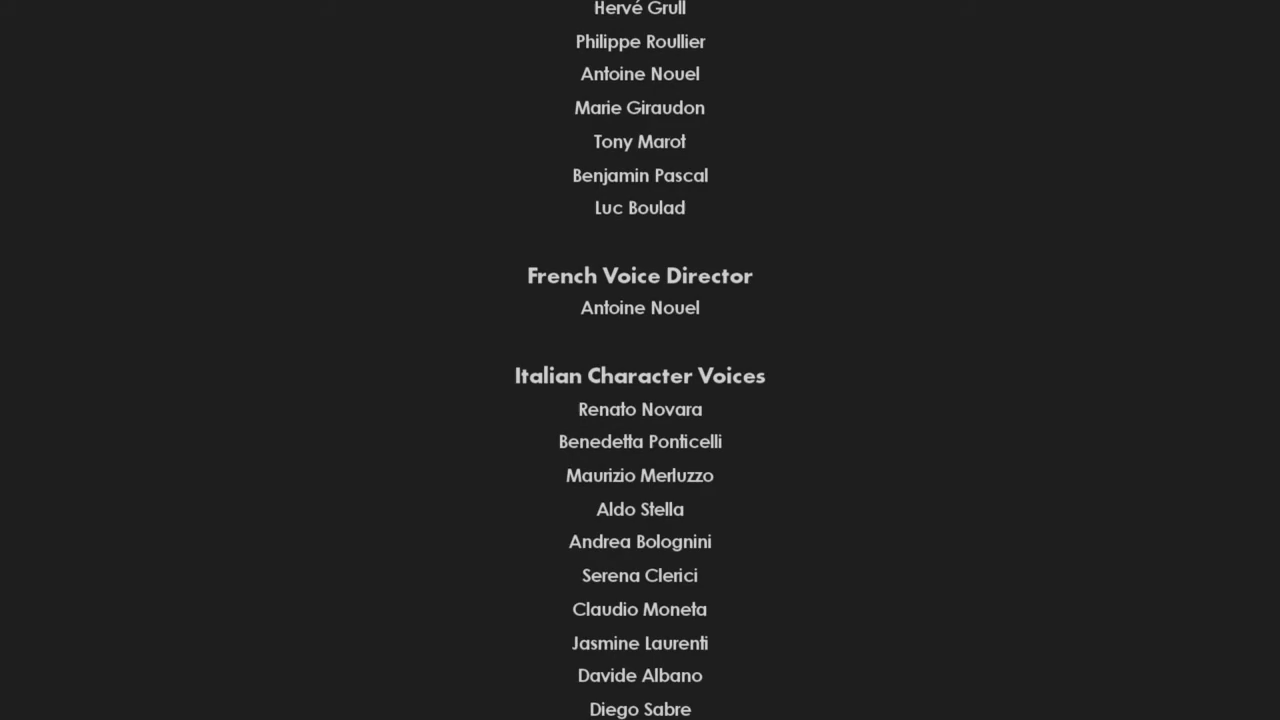 Hervé Grull
Philippe Roullier
Antoine Nouel
Marie Giraudon
Tony Marot
Benjamin Pascal
Luc Boulad
French Voice Director
Antoine Nouel
Italian Character Voices
Renato Novara
Benedetta Ponticelli
Maurizio Merluzzo
Aldo Stella
Andrea Bolognini
Serena Clerici
Claudio Moneta
Jasmine Laurenti
Davide Albano
Diego Sabre